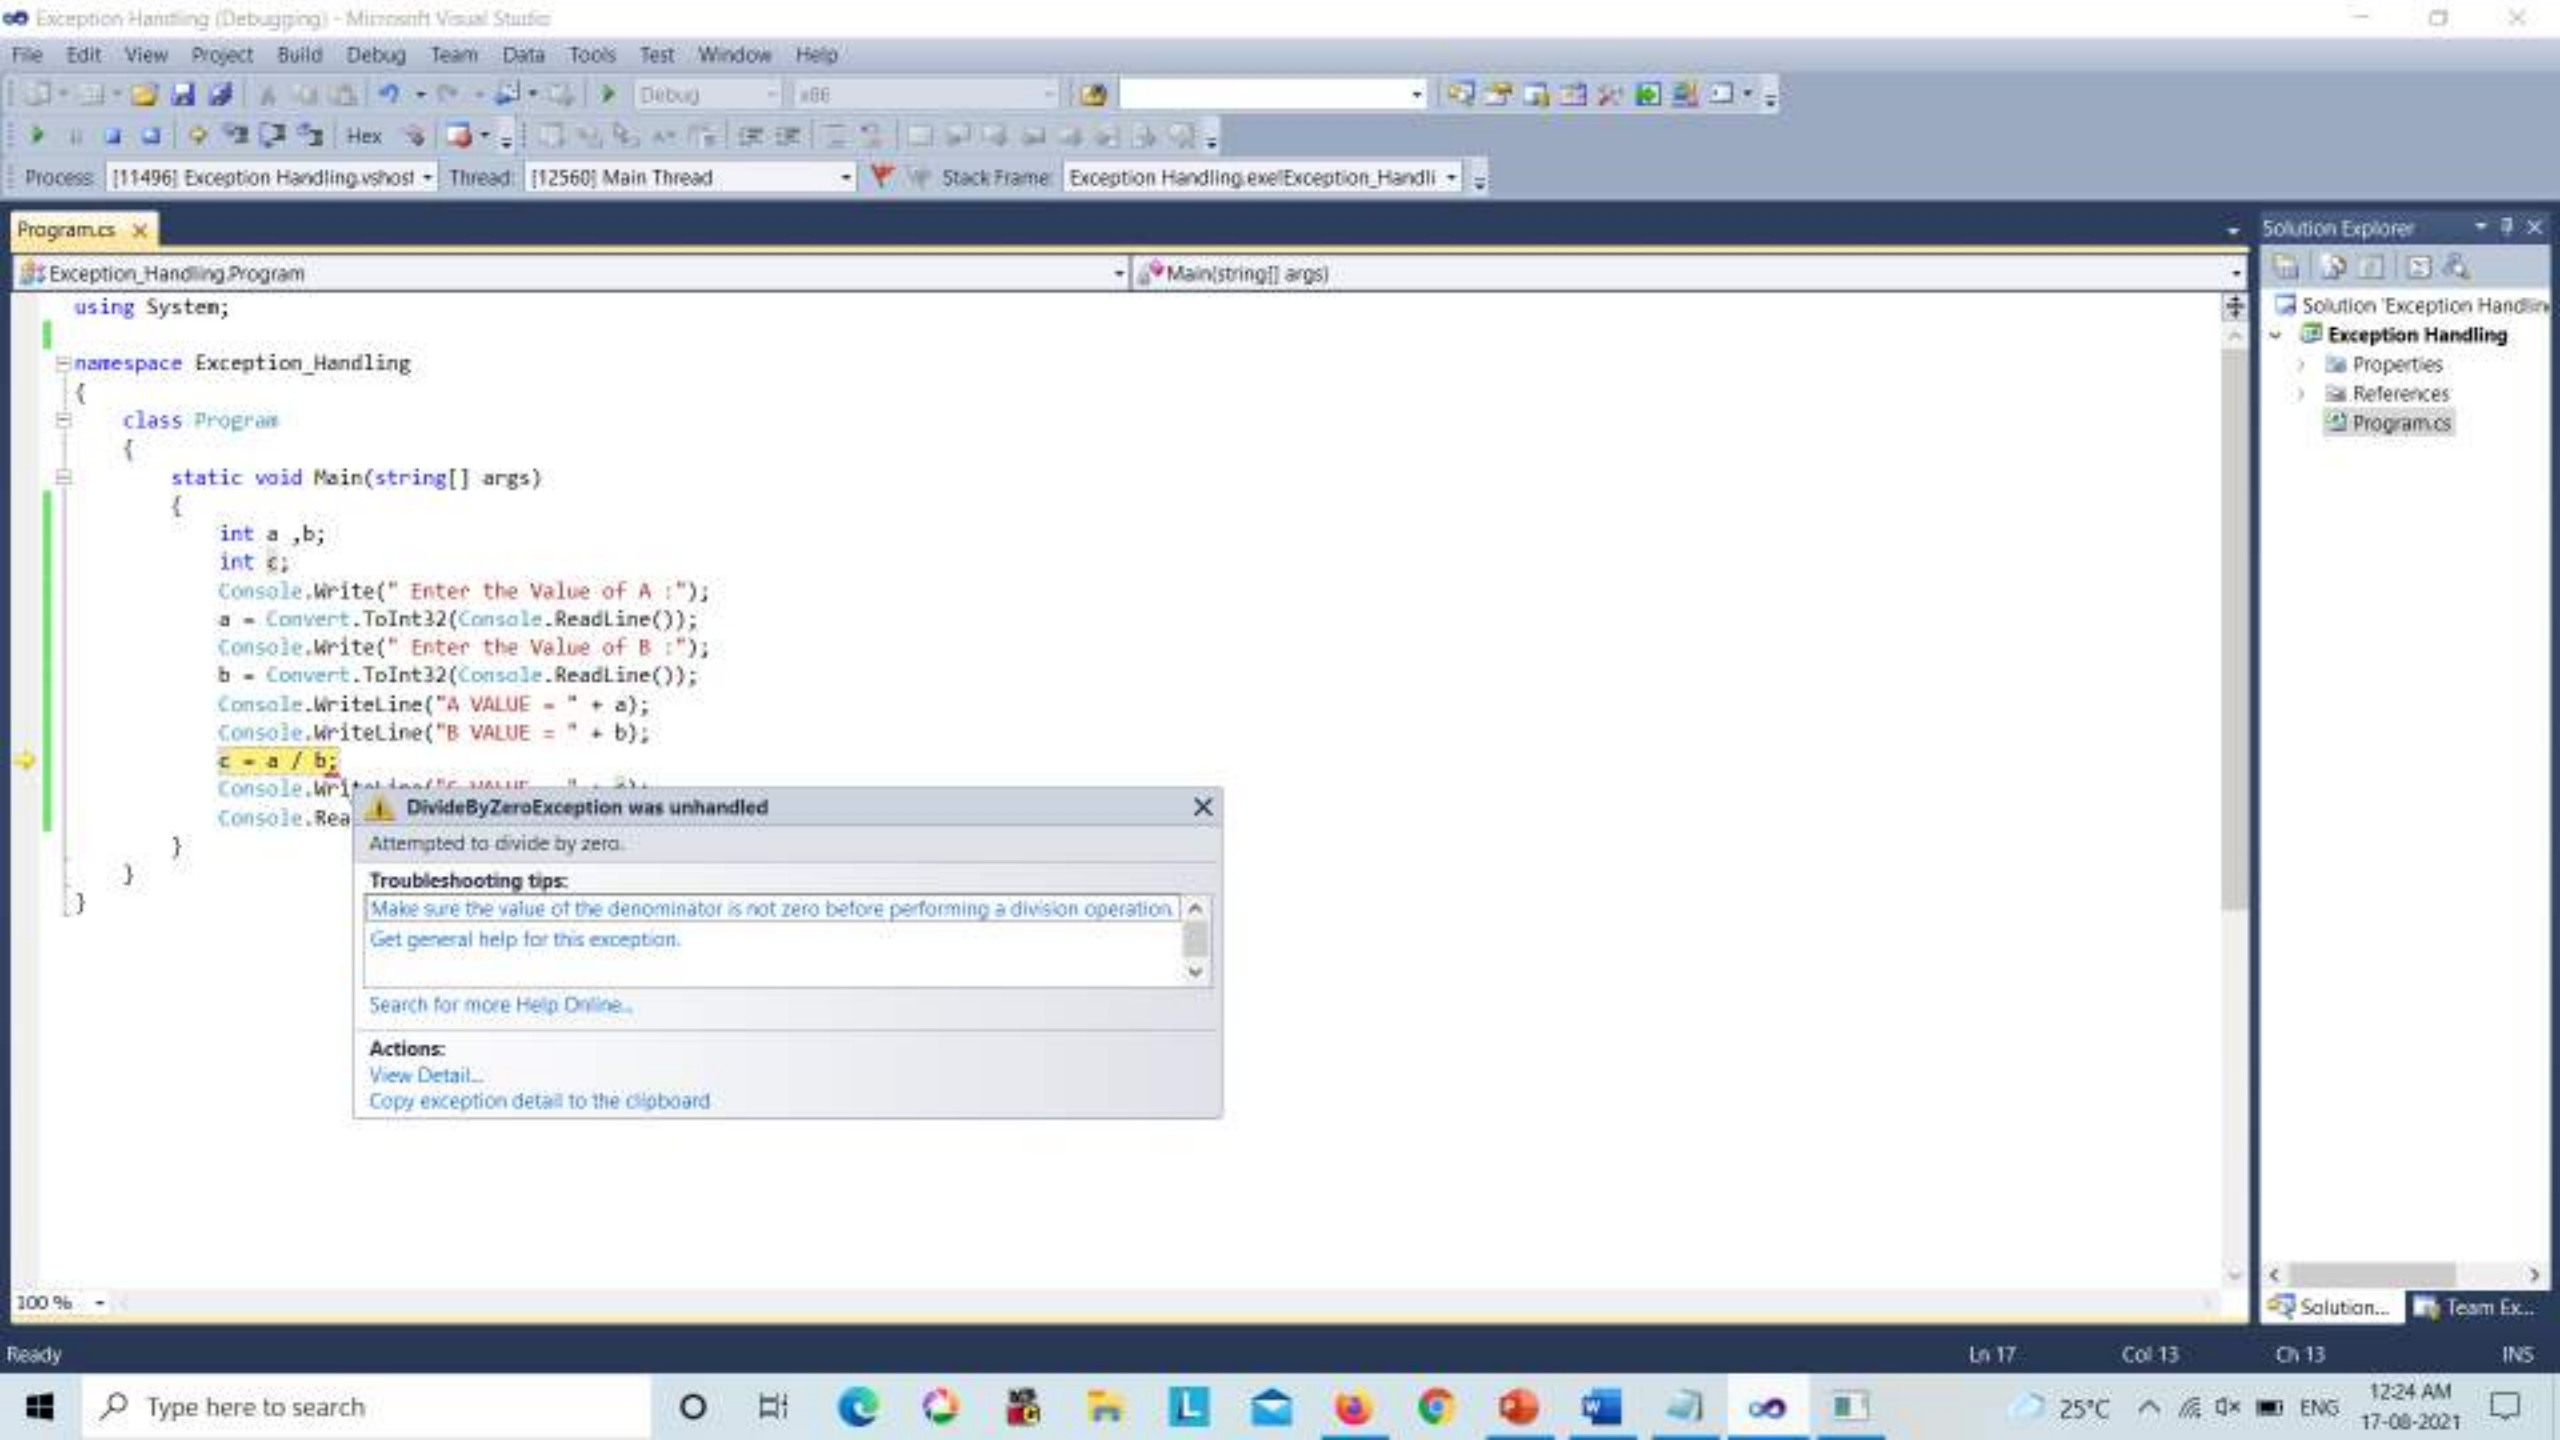 Exception Handling (Debugging) - Microsoft Visual Studio
File Edit View Project Build Debug Team Data Tools Test Window Help
Debug x86
Hex
Process: [11496] Exception Handling.vshost Thread: [12560] Main Thread Stack Frame: Exception Handling.exe!Exception_Handli
Program.cs
Exception_Handling.Program Main(string[] args)
using System;
namespace Exception_Handling
{
class Program
{
static void Main(string[] args)
{
int a ,b;
int c;
Console.Write(" Enter the Value of A :");
a = Convert.ToInt32(Console.ReadLine());
Console.Write(" Enter the Value of B :");
b = Convert.ToInt32(Console.ReadLine());
Console.WriteLine("A VALUE = " + a);
Console.WriteLine("B VALUE = " + b);
c = a / b;
Console.WriteLine("C VALUE
Console.Rea
}
}
}
DivideByZeroException was unhandled
Attempted to divide by zero.
Troubleshooting tips:
Make sure the value of the denominator is not zero before performing a division operation.
Get general help for this exception.
Search for more Help Online...
Actions:
View Detail...
Copy exception detail to the clipboard
Solution Explorer
Solution 'Exception Handlin
Exception Handling
Properties
References
Program.cs
100 %
Solution... Team Ex...
Ready Ln 17 Col 13 Ch 13 INS
Type here to search
25°C ENG 12:24 AM
17-08-2021